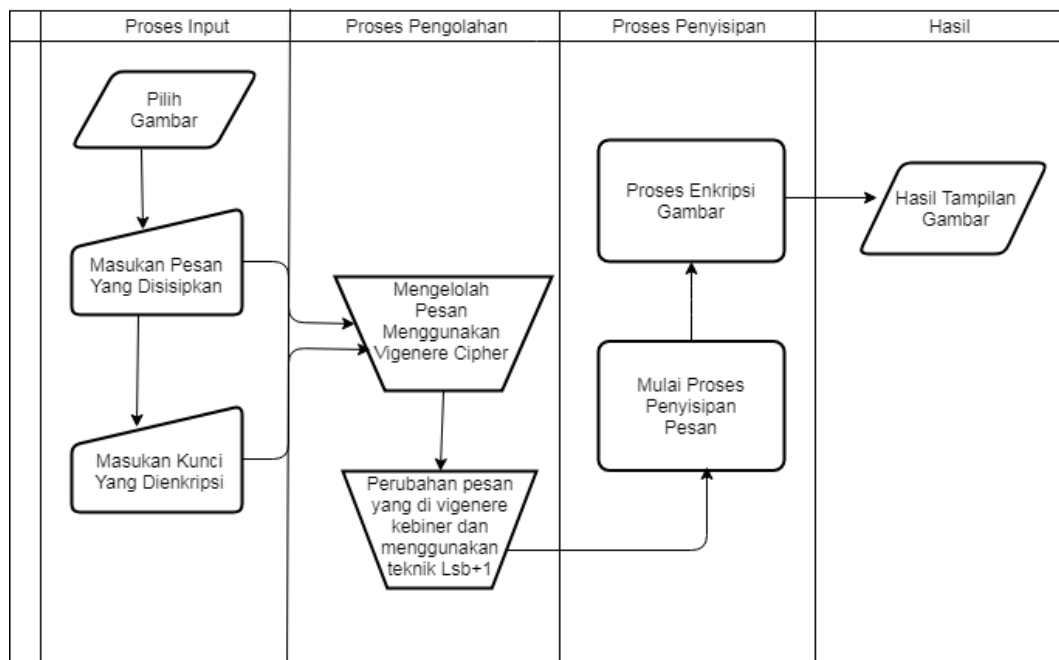 Proses Input
Proses Pengolahan
Proses Penyisipan
Hasil
Pilih
Gambar
Masukan Pesan
Yang Disisipkan
Masukan Kunci
Yang Dienkripsi
Mengelolah
Pesan
Menggunakan
Vigenere Cipher
Perubahan pesan
yang di vigenere
kebiner dan
menggunakan
teknik Lsb+1
Mulai Proses
Penyisipan
Pesan
Proses Enkripsi
Gambar
Hasil Tampilan
Gambar